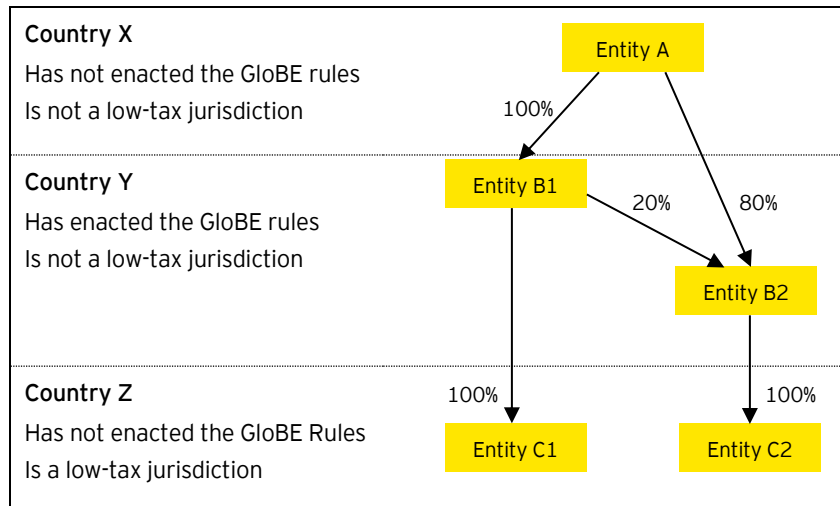 Country X
Has not enacted the GloBE rules
Is not a low-tax jurisdiction
Entity A
100%
Country Y
Has enacted the GloBE rules
Is not a low-tax jurisdiction
Entity B1
20%
80%
Entity B2
Country Z
Has not enacted the GloBE Rules
Is a low-tax jurisdiction
100%
100%
Entity C1
Entity C2